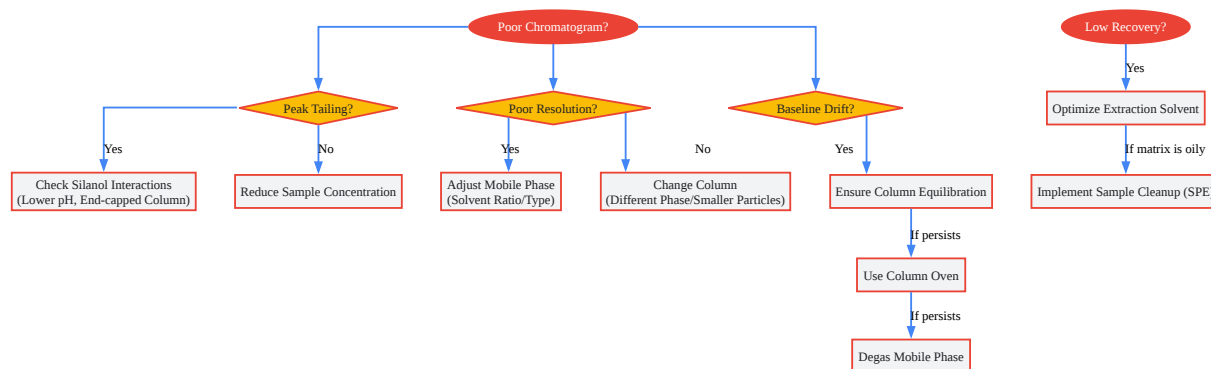 Poor Chromatogram?
Low Recovery?
Yes
Peak Tailing?
Poor Resolution?
Baseline Drift?
Optimize Extraction Solvent
Yes
No
Yes
No
Yes
If matrix is oily
Check Silanol Interactions
(Lower pH, End-capped Column)
Reduce Sample Concentration
Adjust Mobile Phase
(Solvent Ratio/Type)
Change Column
(Different Phase/Smaller Particles)
Ensure Column Equilibration
Implement Sample Cleanup (SPE)
If persists
Use Column Oven
If persists
Degas Mobile Phase